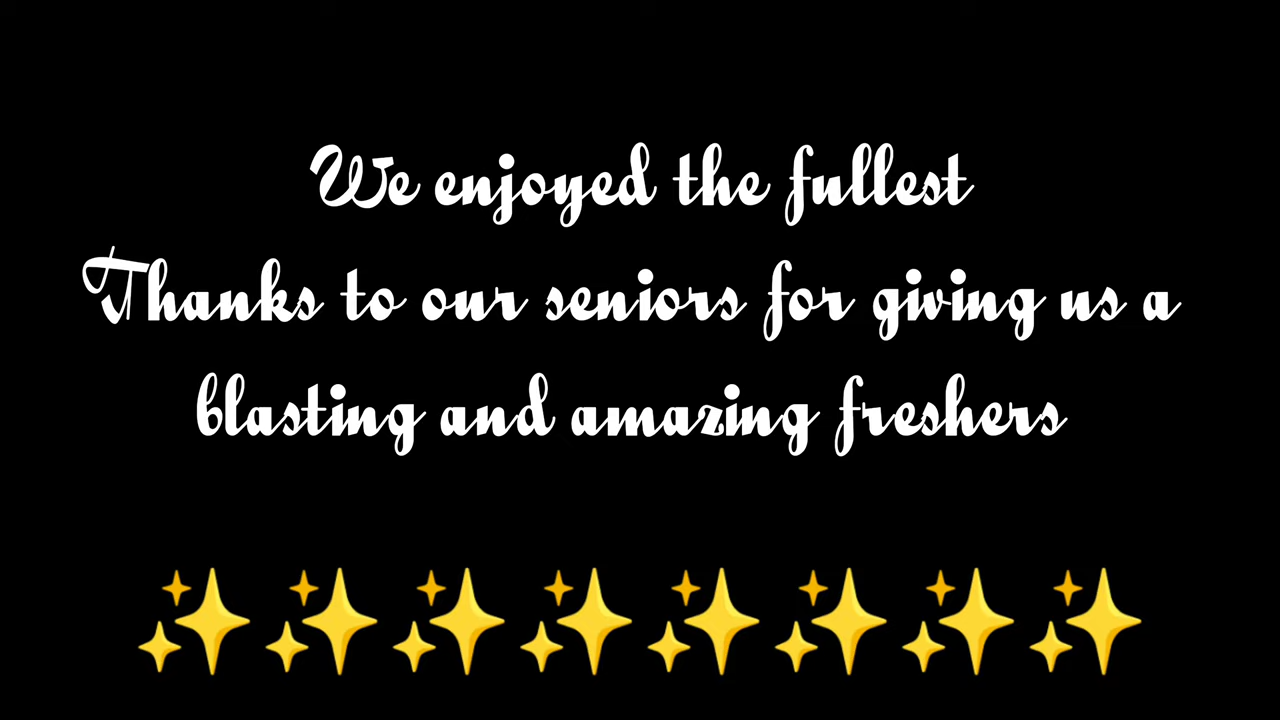 We enjoyed the fullest
Thanks to our seniors for giving us a
blasting and amazing freshers
✨✨✨✨✨✨✨✨